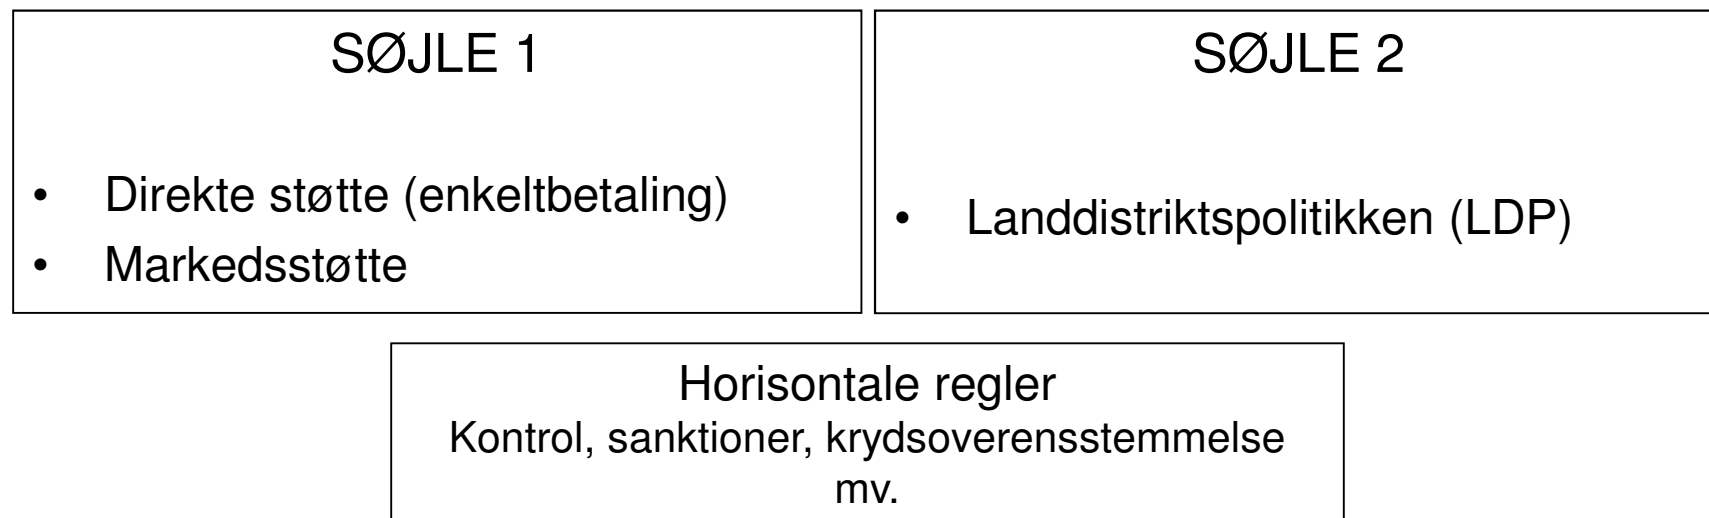 SØJLE 1
• Direkte støtte (enkeltbetaling)
• Markedsstøtte
SØJLE 2
• Landdistriktspolitikken (LDP)
Horisontale regler
Kontrol, sanktioner, krydsoverensstemmelse
mv.